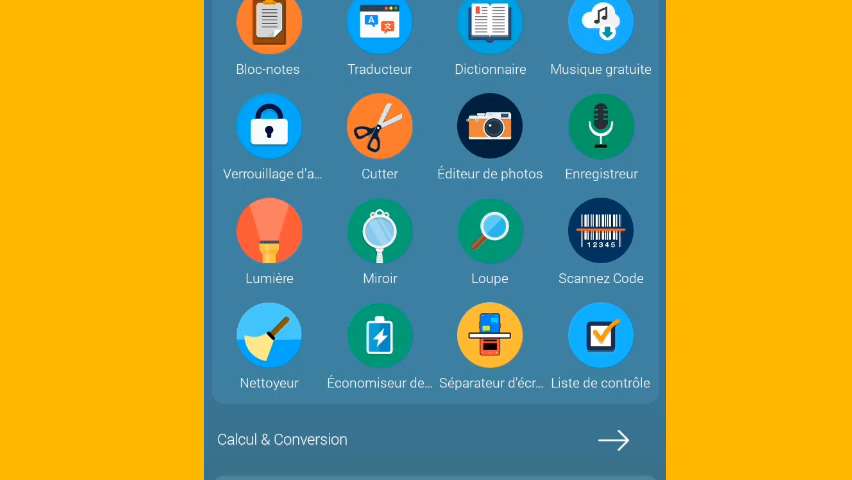 Bloc-notes Traducteur Dictionnaire Musique gratuite
Verrouillage d'a... Cutter Éditeur de photos Enregistreur
12345
Lumière Miroir Loupe Scannez Code
Nettoyeur Économiseur de... Séparateur d'écr... Liste de contrôle
Calcul & Conversion